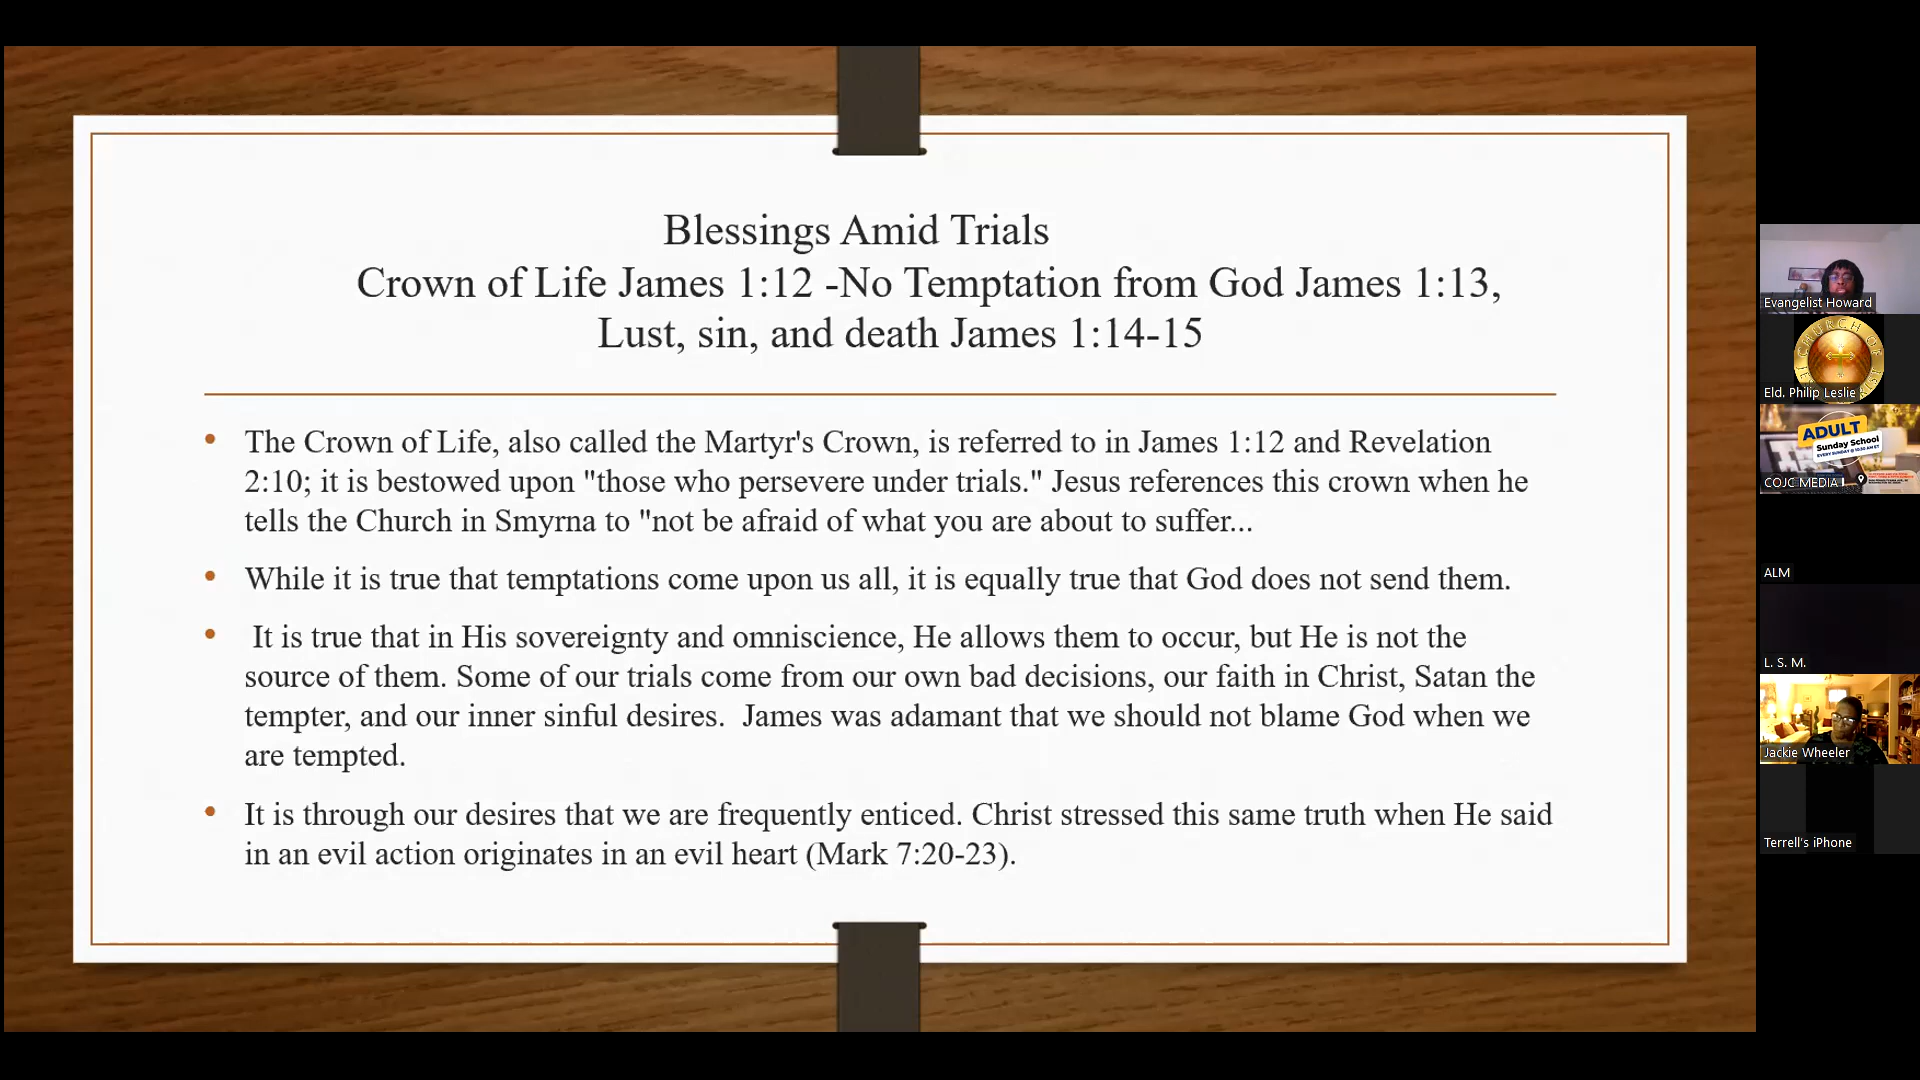 Blessings Amid Trials
Crown of Life James 1:12 -No Temptation from God James 1:13,
Lust, sin, and death James 1:14-15
• The Crown of Life, also called the Martyr's Crown, is referred to in James 1:12 and Revelation
2:10; it is bestowed upon "those who persevere under trials." Jesus references this crown when he
tells the Church in Smyrna to "not be afraid of what you are about to suffer...
• While it is true that temptations come upon us all, it is equally true that God does not send them.
• It is true that in His sovereignty and omniscience, He allows them to occur, but He is not the
source of them. Some of our trials come from our own bad decisions, our faith in Christ, Satan the
tempter, and our inner sinful desires.  James was adamant that we should not blame God when we
are tempted.
• It is through our desires that we are frequently enticed. Christ stressed this same truth when He said
in an evil action originates in an evil heart (Mark 7:20-23).
Evangelist Howard
CHURCH OF
Eld. Philip Leslie
ADULT
Sunday School
COJC MEDIA
ALM
L. S. M.
Jackie Wheeler
Terrell's iPhone